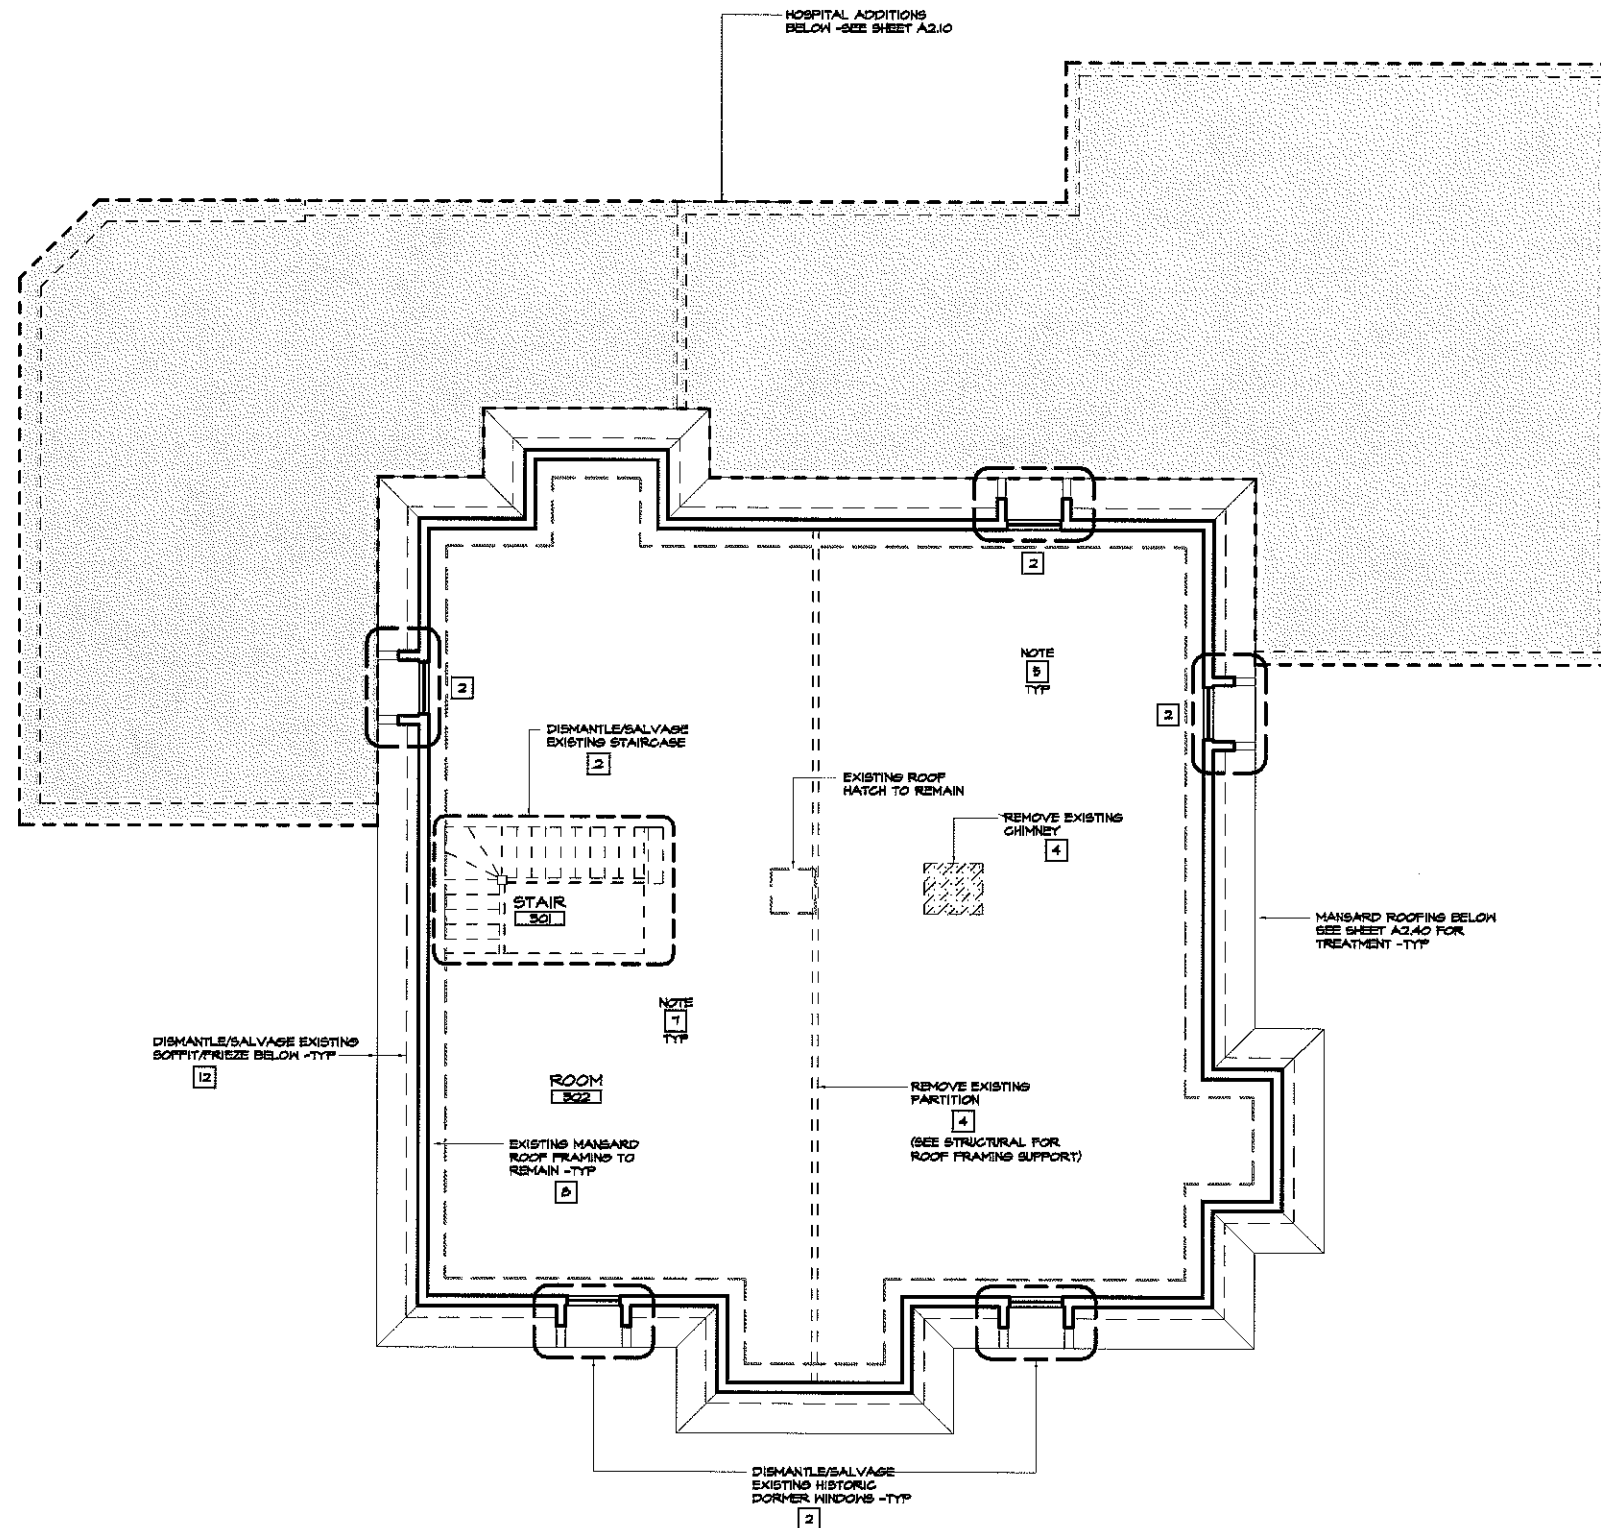 HOSPITAL ADDITIONS
BELOW -SEE SHEET A2.10
2
NOTE
5
TYP
2
2
DISMANTLE/SALVAGE
EXISTING STAIRCASE
2
EXISTING ROOF
HATCH TO REMAIN
REMOVE EXISTING
CHIMNEY
4
STAIR
301
MANSARD ROOFING BELOW
SEE SHEET A2.40 FOR
TREATMENT -TYP
NOTE
7
TYP
DISMANTLE/SALVAGE EXISTING
SOFFIT/FRIEZE BELOW -TYP
12
ROOM
302
REMOVE EXISTING
PARTITION
4
(SEE STRUCTURAL FOR
ROOF FRAMING SUPPORT)
EXISTING MANSARD
ROOF FRAMING TO
REMAIN -TYP
DISMANTLE/SALVAGE
EXISTING HISTORIC
DORMER WINDOWS -TYP
2